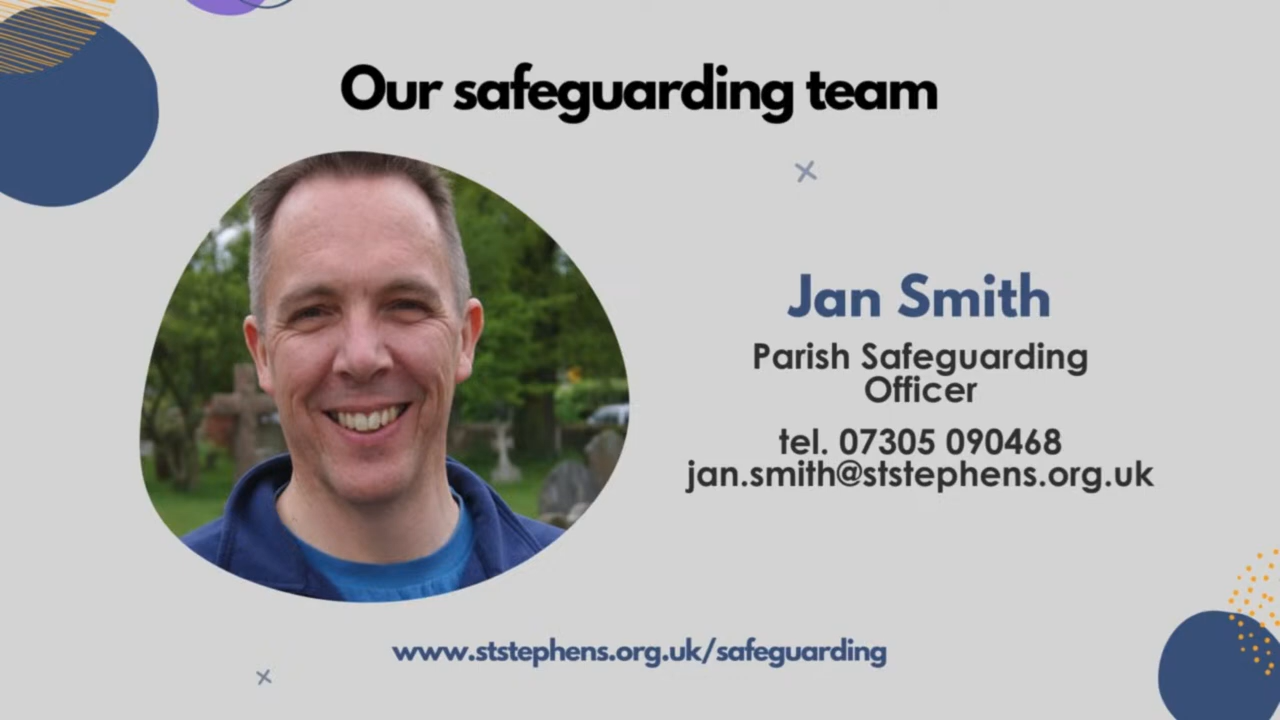 Our safeguarding team
Jan Smith
Parish Safeguarding
Officer
tel. 07305 090468
jan.smith@ststephens.org.uk
www.ststephens.org.uk/safeguarding